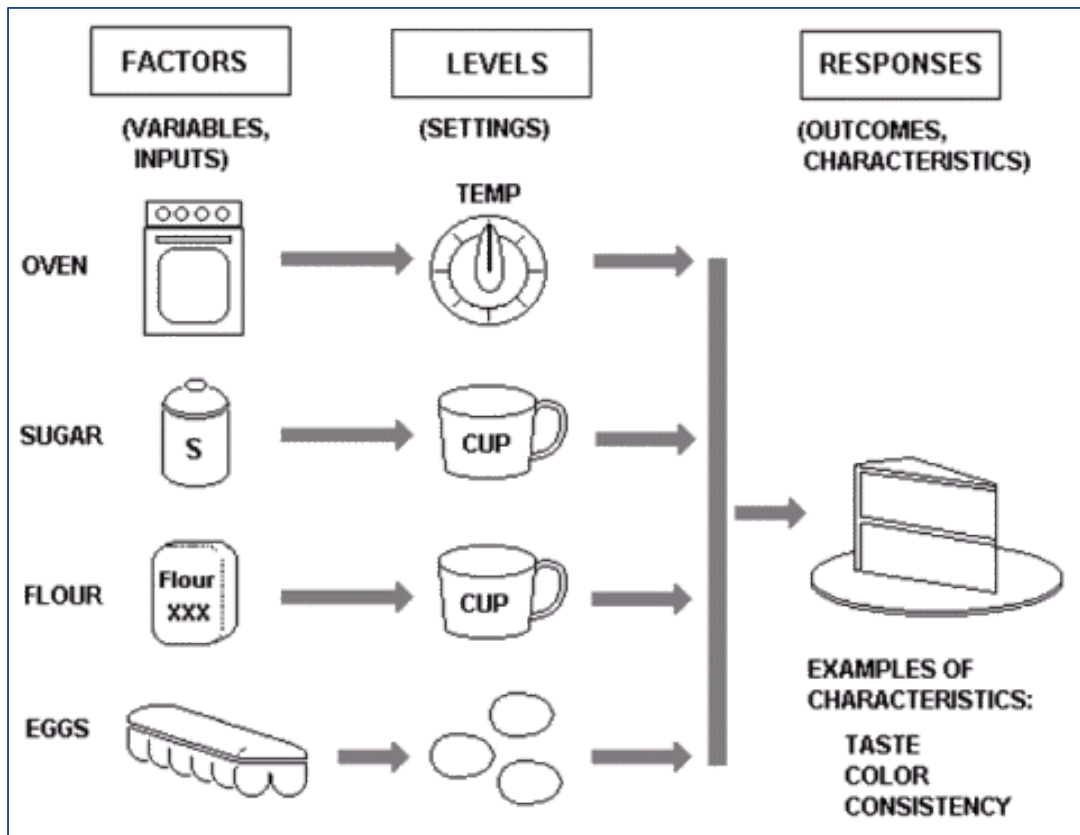 FACTORS
LEVELS
RESPONSES
(VARIABLES,
INPUTS)
(SETTINGS)
(OUTCOMES,
CHARACTERISTICS)
TEMP
OVEN
SUGAR
S
CUP
FLOUR
Flour
XXX
CUP
EGGS
EXAMPLES OF
CHARACTERISTICS:
TASTE
COLOR
CONSISTENCY